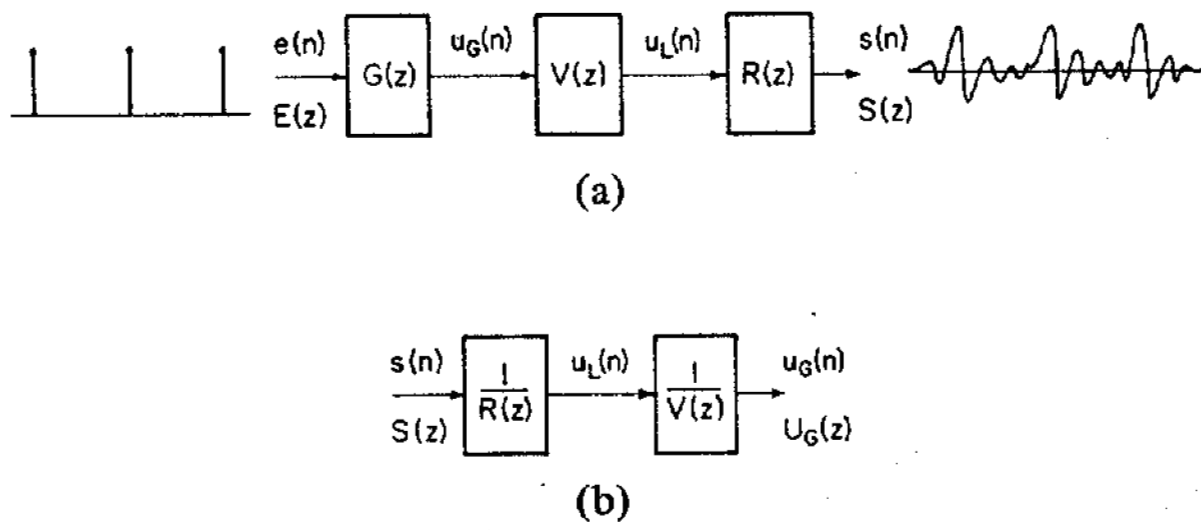 e(n) u_G(n) u_L(n) s(n)
G(z) V(z) R(z)
E(z) S(z)
(a)
s(n) u_L(n) u_G(n)
1/R(z) 1/V(z)
S(z) U_G(z)
(b)